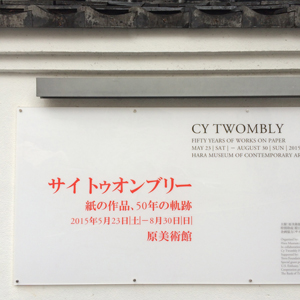 CY TWOMBLY
FIFTY YEARS OF WORKS ON PAPER
MAY 23 [SAT] – AUGUST 30 [SUN] 2015
HARA MUSEUM OF CONTEMPORARY AR
サイ トゥオンブリー
紙の作品、50年の軌跡
2015年5月23日[土]–8月30日[日]
原美術館